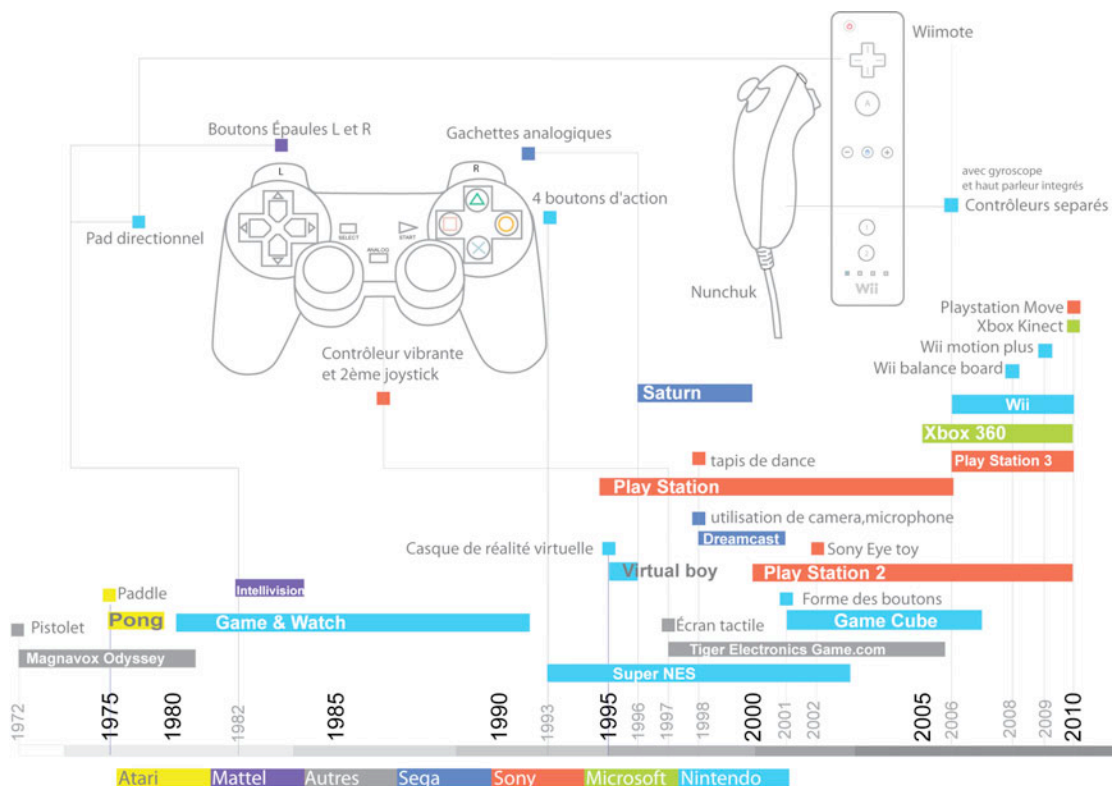 Wiimote
A
avec gyroscope
et haut parleur integrés
Contrôleurs separés
1
2
Wii
Nunchuk
Boutons Épaules L et R
Gachettes analogiques
L
R
4 boutons d'action
Pad directionnel
SELECT
START
ANALOG
Contrôleur vibrante
et 2ème joystick
Playstation Move
Xbox Kinect
Wii motion plus
Wii balance board
Saturn
Wii
Xbox 360
tapis de dance
Play Station 3
Play Station
utilisation de camera,microphone
Dreamcast
Casque de réalité virtuelle
Sony Eye toy
Virtual boy
Play Station 2
Paddle
Intellivision
Forme des boutons
Pong
Game & Watch
Game Cube
Pistolet
Écran tactile
Magnavox Odyssey
Tiger Electronics Game.com
Super NES
1972
1975
1980
1982
1985
1990
1993
1995
1996
1997
1998
2000
2001
2002
2005
2006
2008
2009
2010
Atari
Mattel
Autres
Sega
Sony
Microsoft
Nintendo